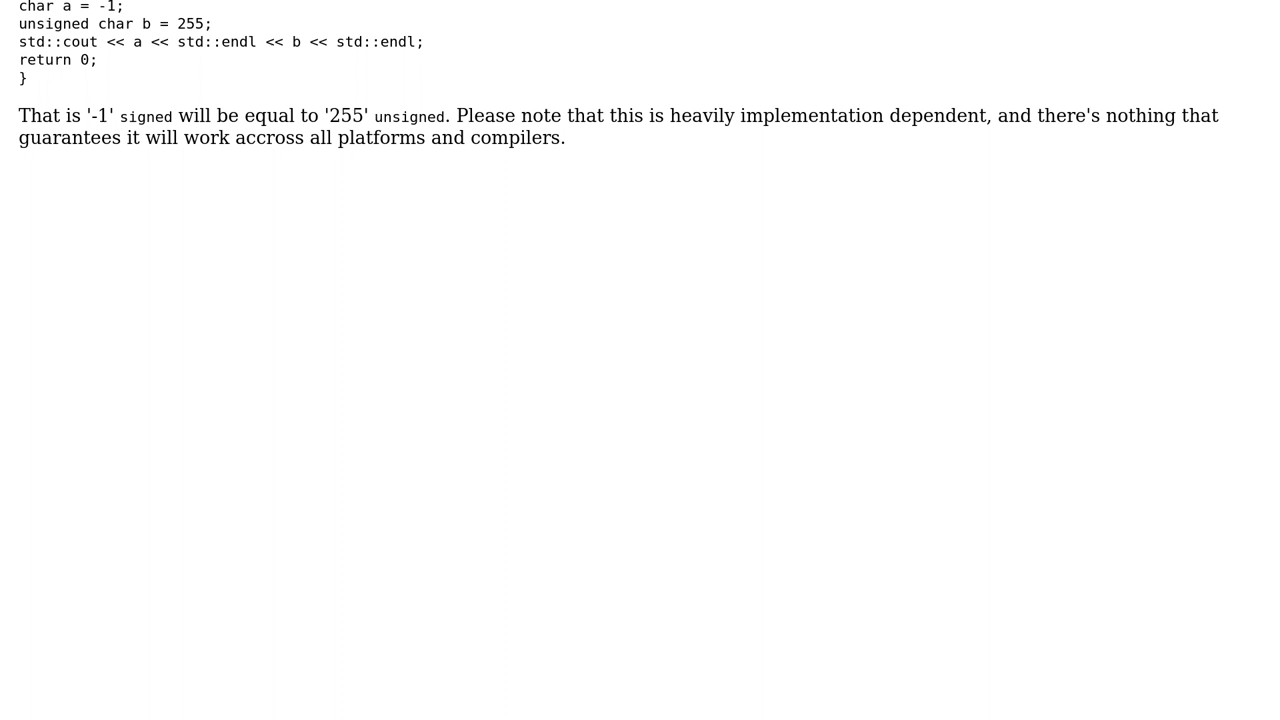 char a = -1;
unsigned char b = 255;
std::cout << a << std::endl << b << std::endl;
return 0;
}
That is '-1' signed will be equal to '255' unsigned. Please note that this is heavily implementation dependent, and there's nothing that
guarantees it will work accross all platforms and compilers.